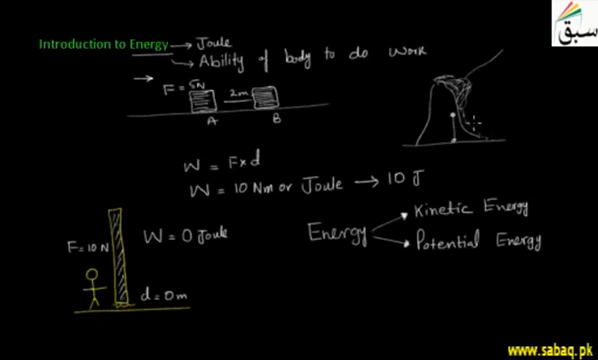 Introduction to Energy → Joule
→ Ability of body to do work
سبق
F = 5N
2m
A B
W = F×d
W = 10 Nm or Joule → 10 J
F = 10 N
W = 0 Joule
d = 0 m
Energy
Kinetic Energy
Potential Energy
www.sabaq.pk